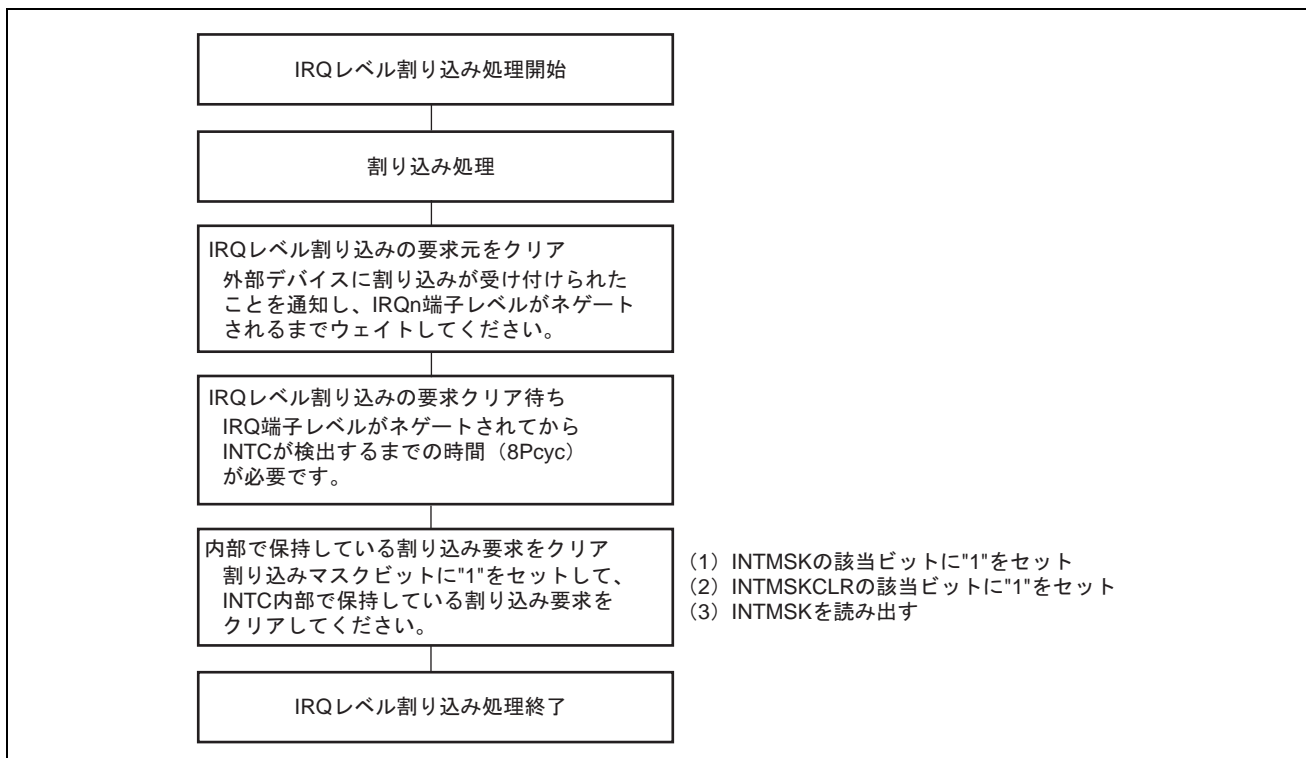 IRQレベル割り込み処理開始
割り込み処理
IRQレベル割り込みの要求元をクリア
外部デバイスに割り込みが受け付けられた
ことを通知し、IRQn端子レベルがネゲート
されるまでウェイトしてください。
IRQレベル割り込みの要求クリア待ち
IRQ端子レベルがネゲートされてから
INTCが検出するまでの時間（8Pcyc）
が必要です。
内部で保持している割り込み要求をクリア
割り込みマスクビットに"1"をセットして、
INTC内部で保持している割り込み要求を
クリアしてください。
（1）INTMSKの該当ビットに"1"をセット
（2）INTMSKCLRの該当ビットに"1"をセット
（3）INTMSKを読み出す
IRQレベル割り込み処理終了